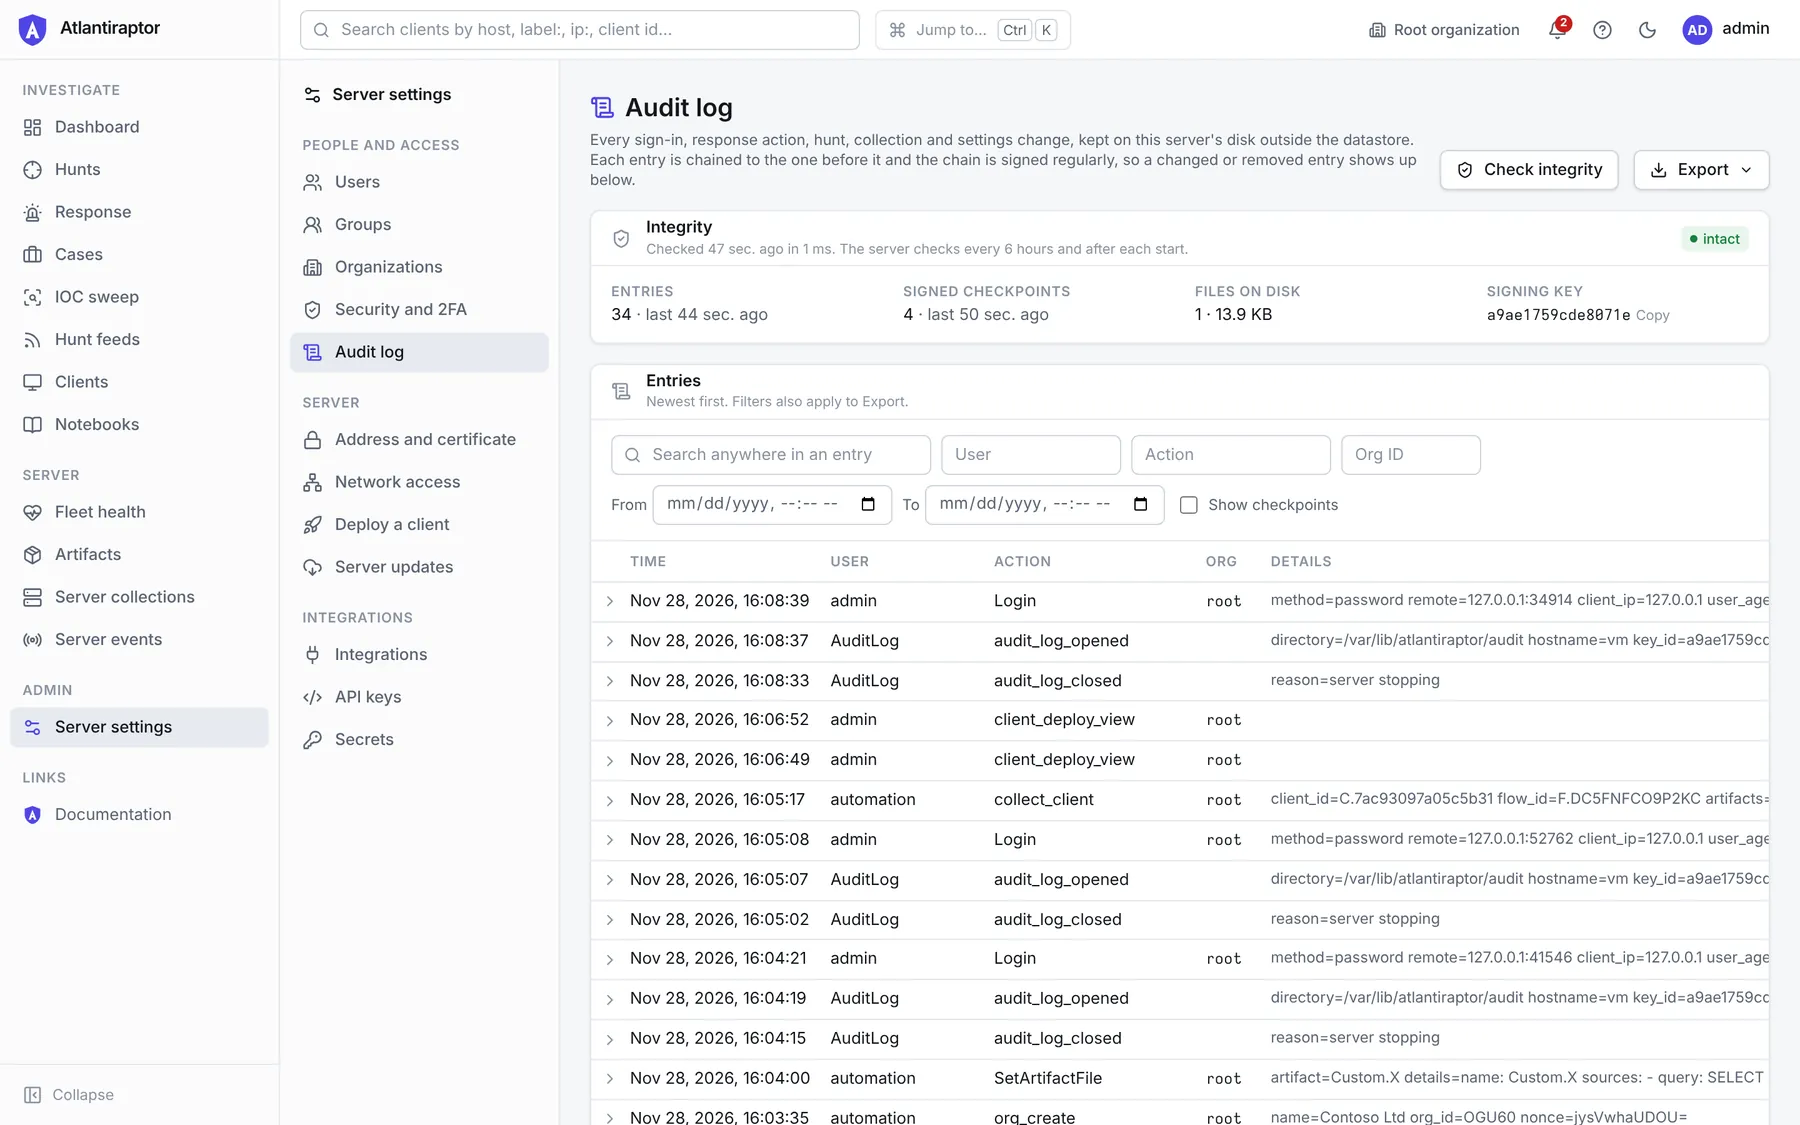 Atlantiraptor
Search clients by host, label:, ip:, client id...
Jump to... Ctrl K
Root organization
2
AD admin
INVESTIGATE
Dashboard
Hunts
Response
Cases
IOC sweep
Hunt feeds
Clients
Notebooks
SERVER
Fleet health
Artifacts
Server collections
Server events
ADMIN
Server settings
LINKS
Documentation
Collapse
Server settings
PEOPLE AND ACCESS
Users
Groups
Organizations
Security and 2FA
Audit log
SERVER
Address and certificate
Network access
Deploy a client
Server updates
INTEGRATIONS
Integrations
API keys
Secrets
Audit log
Every sign-in, response action, hunt, collection and settings change, kept on this server's disk outside the datastore.
Each entry is chained to the one before it and the chain is signed regularly, so a changed or removed entry shows up
below.
Check integrity
Export
Integrity
Checked 47 sec. ago in 1 ms. The server checks every 6 hours and after each start.
intact
ENTRIES SIGNED CHECKPOINTS FILES ON DISK SIGNING KEY
34 · last 44 sec. ago 4 · last 50 sec. ago 1 · 13.9 KB a9ae1759cde8071e Copy
Entries
Newest first. Filters also apply to Export.
Search anywhere in an entry User Action Org ID
From mm/dd/yyyy, --:-- -- To mm/dd/yyyy, --:-- -- Show checkpoints
TIME USER ACTION ORG DETAILS
Nov 28, 2026, 16:08:39 admin Login root method=password remote=127.0.0.1:34914 client_ip=127.0.0.1 user_age
Nov 28, 2026, 16:08:37 AuditLog audit_log_opened directory=/var/lib/atlantiraptor/audit hostname=vm key_id=a9ae1759cd
Nov 28, 2026, 16:08:33 AuditLog audit_log_closed reason=server stopping
Nov 28, 2026, 16:06:52 admin client_deploy_view root
Nov 28, 2026, 16:06:49 admin client_deploy_view root
Nov 28, 2026, 16:05:17 automation collect_client root client_id=C.7ac93097a05c5b31 flow_id=F.DC5FNFCO9P2KC artifacts=
Nov 28, 2026, 16:05:08 admin Login root method=password remote=127.0.0.1:52762 client_ip=127.0.0.1 user_age
Nov 28, 2026, 16:05:07 AuditLog audit_log_opened directory=/var/lib/atlantiraptor/audit hostname=vm key_id=a9ae1759cd
Nov 28, 2026, 16:05:02 AuditLog audit_log_closed reason=server stopping
Nov 28, 2026, 16:04:21 admin Login root method=password remote=127.0.0.1:41546 client_ip=127.0.0.1 user_age
Nov 28, 2026, 16:04:19 AuditLog audit_log_opened directory=/var/lib/atlantiraptor/audit hostname=vm key_id=a9ae1759cd
Nov 28, 2026, 16:04:15 AuditLog audit_log_closed reason=server stopping
Nov 28, 2026, 16:04:00 automation SetArtifactFile root artifact=Custom.X details=name: Custom.X sources: - query: SELECT
Nov 28, 2026, 16:03:35 automation org_create root name=Contoso Ltd org_id=OGU60 nonce=jysVwhaUDOU=